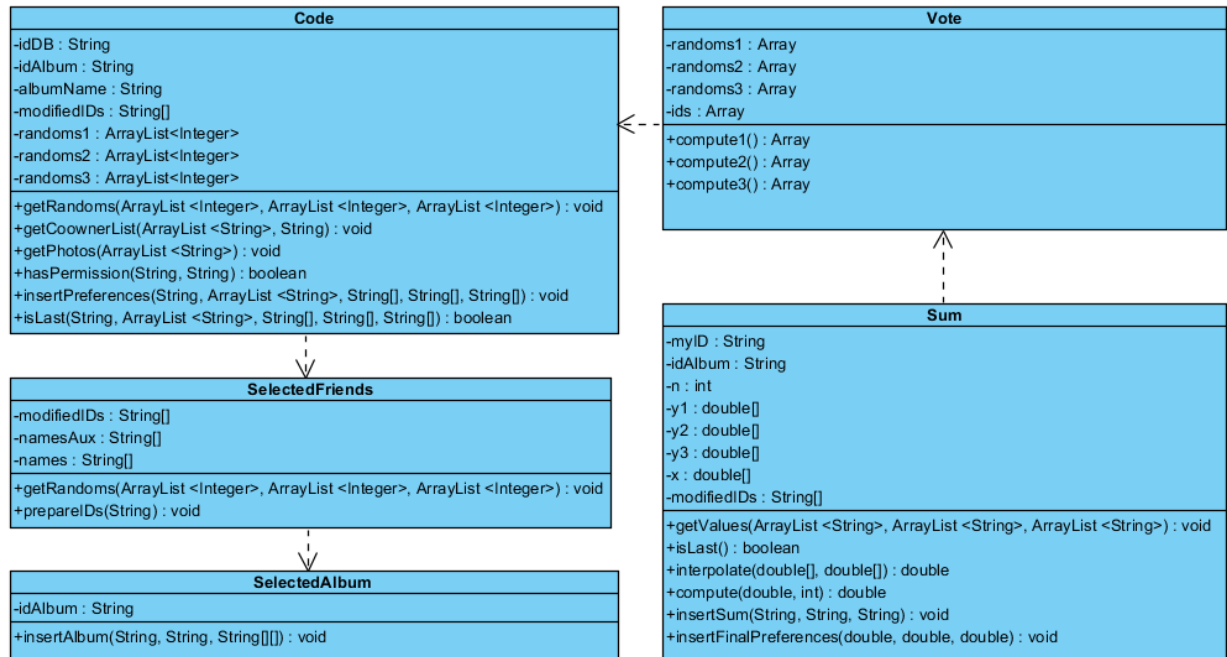 Code
-idDB : String
-idAlbum : String
-albumName : String
-modifiedIDs : String[]
-randoms1 : ArrayList<Integer>
-randoms2 : ArrayList<Integer>
-randoms3 : ArrayList<Integer>
+getRandoms(ArrayList <Integer>, ArrayList <Integer>, ArrayList <Integer>) : void
+getCoownerList(ArrayList <String>, String) : void
+getPhotos(ArrayList <String>) : void
+hasPermission(String, String) : boolean
+insertPreferences(String, ArrayList <String>, String[], String[], String[]) : void
+isLast(String, ArrayList <String>, String[], String[], String[]) : boolean
SelectedFriends
-modifiedIDs : String[]
-namesAux : String[]
-names : String[]
+getRandoms(ArrayList <Integer>, ArrayList <Integer>, ArrayList <Integer>) : void
+prepareIDs(String) : void
SelectedAlbum
-idAlbum : String
+insertAlbum(String, String, String[][]) : void
Vote
-randoms1 : Array
-randoms2 : Array
-randoms3 : Array
-ids : Array
+compute1() : Array
+compute2() : Array
+compute3() : Array
Sum
-myID : String
-idAlbum : String
-n : int
-y1 : double[]
-y2 : double[]
-y3 : double[]
-x : double[]
-modifiedIDs : String[]
+getValues(ArrayList <String>, ArrayList <String>, ArrayList <String>) : void
+isLast() : boolean
+interpolate(double[], double[]) : double
+compute(double, int) : double
+insertSum(String, String, String) : void
+insertFinalPreferences(double, double, double) : void